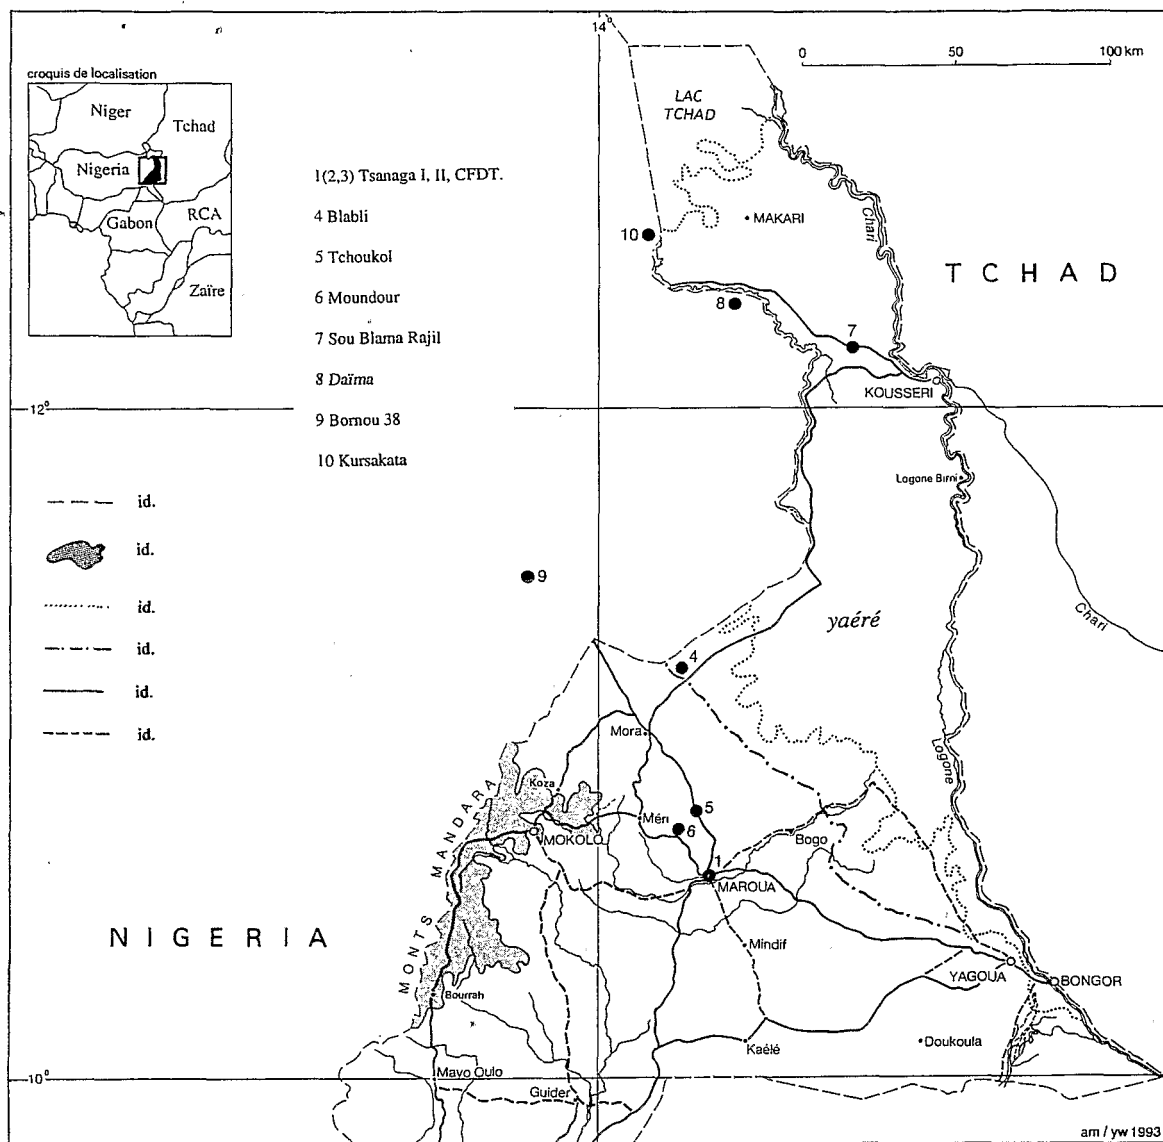 14°
0 50 100 km
croquis de localisation
Niger
Tchad
Nigeria
Gabon
RCA
Zaïre
1(2,3) Tsanaga I, II, CFDT.
4 Blabli
5 Tchoukol
6 Moundour
7 Sou Blama Rajil
8 Daïma
9 Bornou 38
10 Kursakata
id.
id.
id.
id.
id.
id.
LAC
TCHAD
MAKARI
Chari
10
TCHAD
8
7
KOUSSERI
12°
Logone Birni
9
yaéré
Chari
4
Mora
Logone
Koza
5
Méri
6
MOKOLO
Bogo
1
MAROUA
MONTS MANDARA
NIGERIA
Mindif
YAGOUA
BONGOR
Bourrah
Kaélé
Doukoula
10°
Mayo Oulo
Guider
am / yw 1993